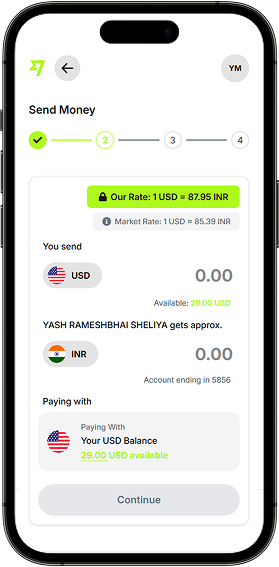 YM
Send Money
2
3
4
Our Rate: 1 USD = 87.95 INR
Market Rate: 1 USD ≈ 85.39 INR
You send
USD
0.00
Available: 29.00 USD
YASH RAMESHBHAI SHELIYA gets approx.
INR
0.00
Account ending in 5856
Paying with
Paying With
Your USD Balance
29.00 USD available
Continue